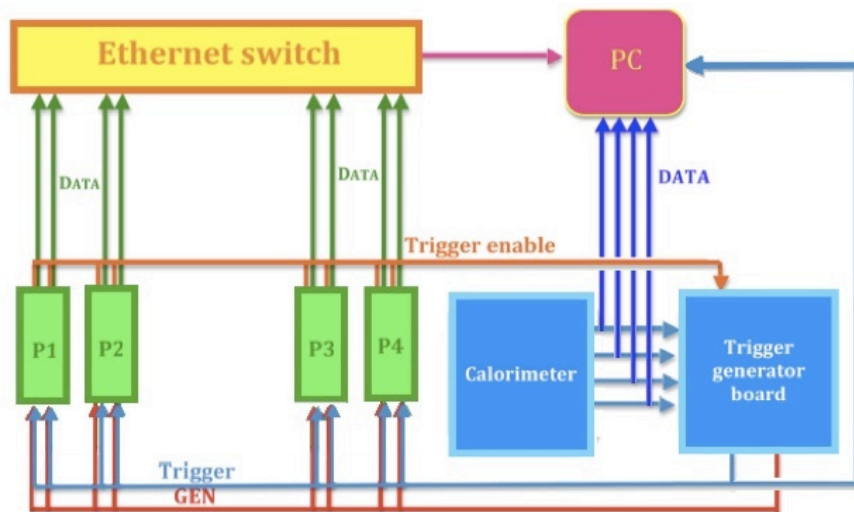 Ethernet switch
PC
DATA
DATA
DATA
Trigger enable
P1
P2
P3
P4
Calorimeter
Trigger
generator
board
Trigger
GEN